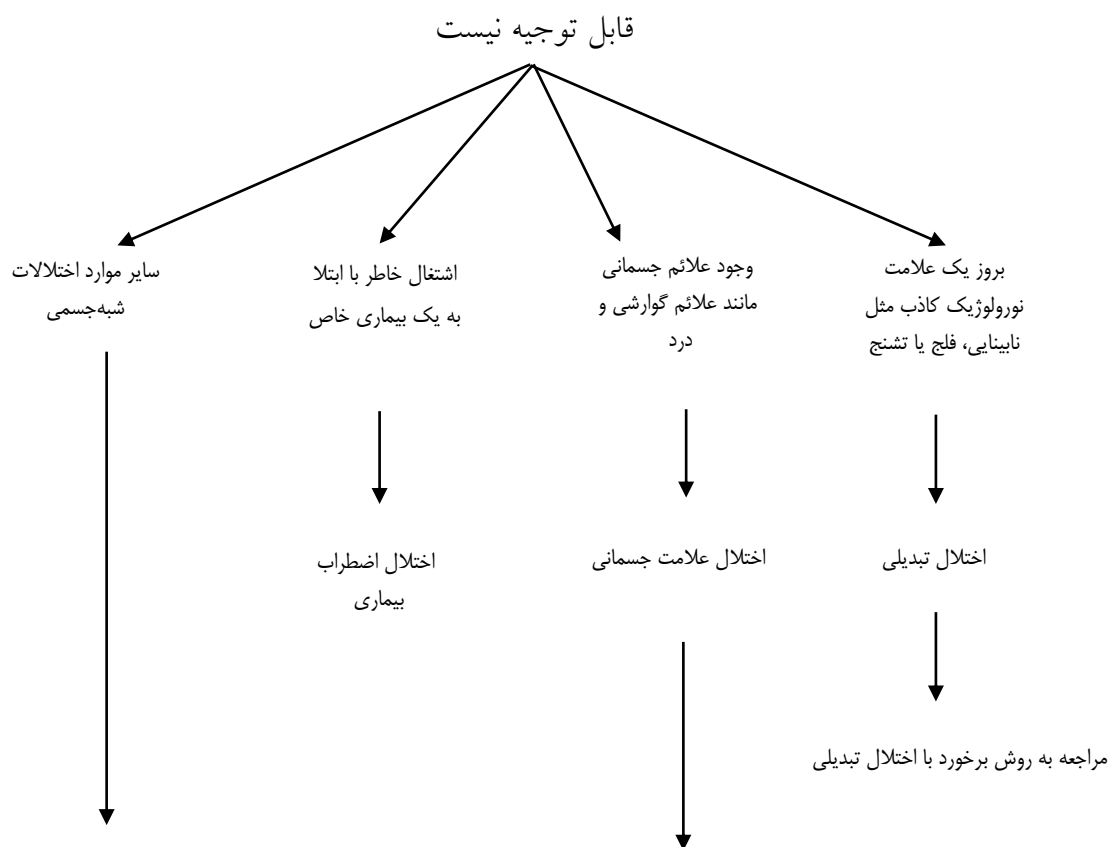 قابل توجیه نیست
بروز یک علامت
نورولوژیک کاذب مثل
نابینایی، فلج یا تشنج
وجود علائم جسمانی
مانند علائم گوارشی و
درد
اشتغال خاطر با ابتلا
به یک بیماری خاص
سایر موارد اختلالات
شبه‌جسمی
اختلال تبدیلی
اختلال علامت جسمانی
اختلال اضطراب
بیماری
مراجعه به روش برخورد با اختلال تبدیلی